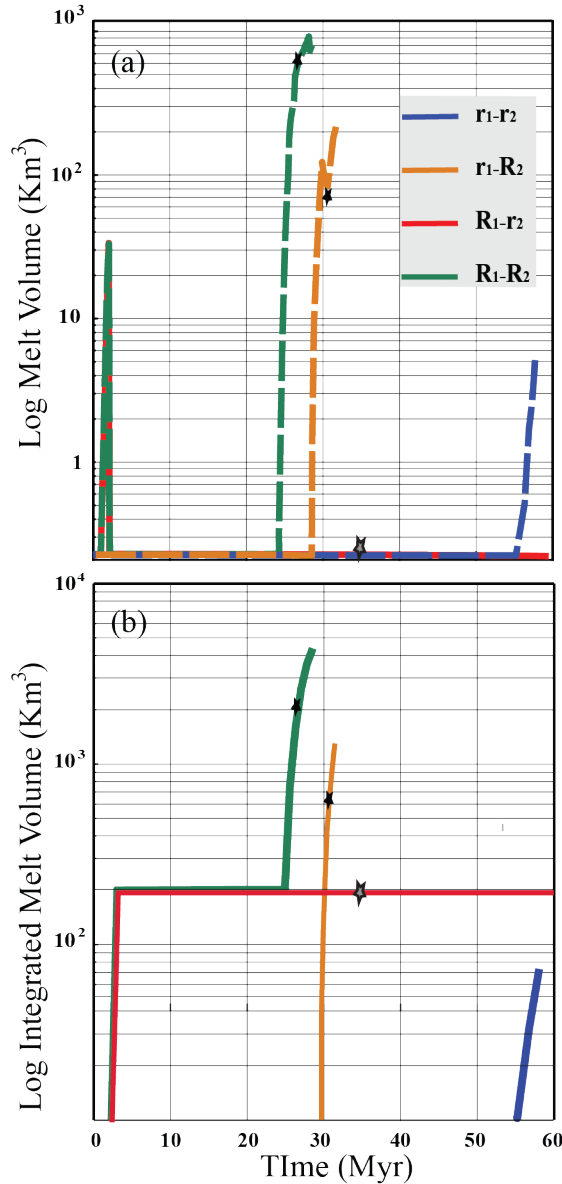 10³
(a)
r₁-r₂
r₁-R₂
R₁-r₂
R₁-R₂
10²
10
1
Log Melt Volume (Km³)
10⁴
(b)
10³
10²
Log Integrated Melt Volume (Km³)
0 10 20 30 40 50 60
TIme (Myr)